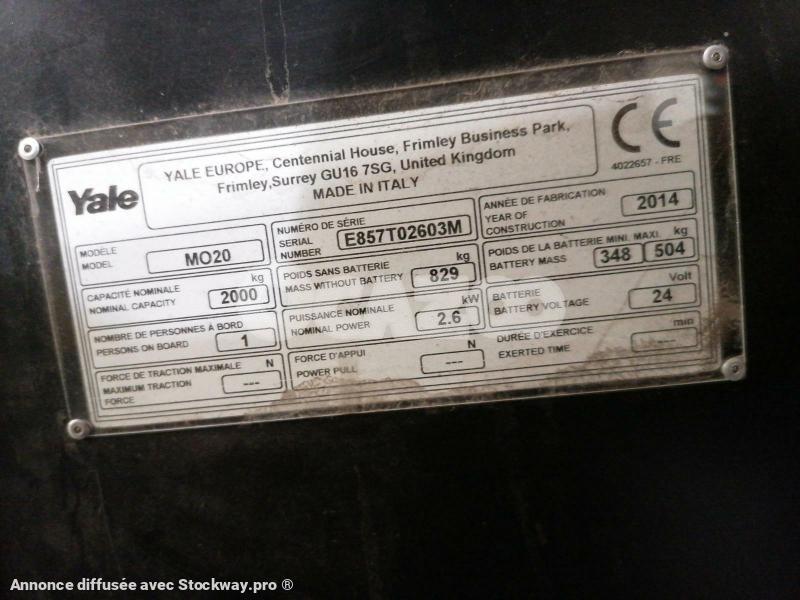 Yale
YALE EUROPE., Centennial House, Frimley Business Park,
Frimley,Surrey GU16 7SG, United Kingdom
MADE IN ITALY
CE
4022657 - FRE
MODÈLE
MODEL
MO20
NUMÉRO DE SÉRIE
SERIAL
NUMBER
E857T02603M
ANNÉE DE FABRICATION
YEAR OF
CONSTRUCTION
2014
CAPACITÉ NOMINALE
NOMINAL CAPACITY
kg
2000
POIDS SANS BATTERIE
MASS WITHOUT BATTERY
kg
829
POIDS DE LA BATTERIE MINI. MAXI. kg
BATTERY MASS
348 504
NOMBRE DE PERSONNES À BORD
PERSONS ON BOARD
1
PUISSANCE NOMINALE
NOMINAL POWER
kW
2.6
BATTERIE
BATTERY VOLTAGE
Volt
24
FORCE DE TRACTION MAXIMALE
MAXIMUM TRACTION
FORCE
N
---
FORCE D'APPUI
POWER PULL
N
---
DURÉE D'EXERCICE
EXERTED TIME
min
---
Annonce diffusée avec Stockway.pro ®